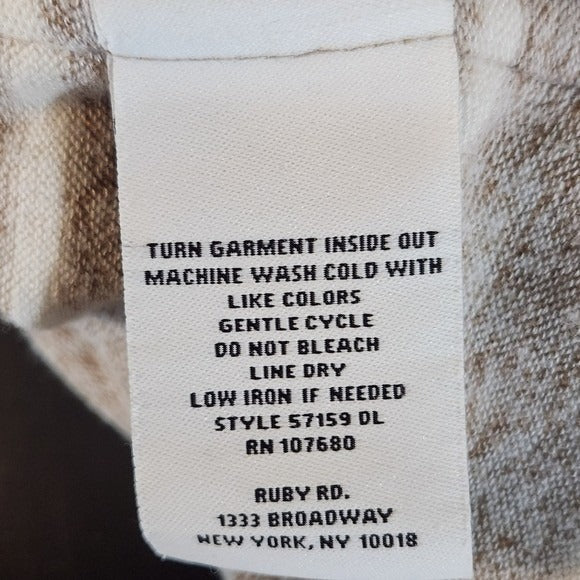 TURN GARMENT INSIDE OUT
MACHINE WASH COLD WITH
LIKE COLORS
GENTLE CYCLE
DO NOT BLEACH
LINE DRY
LOW IRON IF NEEDED
STYLE 57159 DL
RN 107680
RUBY RD.
1333 BROADWAY
NEW YORK, NY 10018